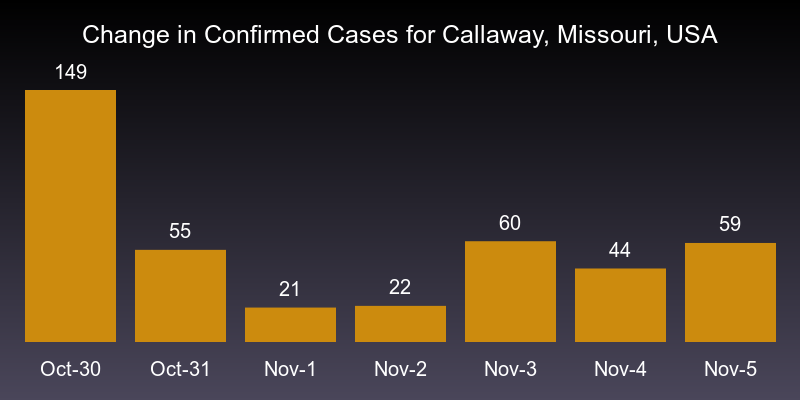 Change in Confirmed Cases for Callaway, Missouri, USA
149
55
21
22
60
44
59
Oct-30
Oct-31
Nov-1
Nov-2
Nov-3
Nov-4
Nov-5